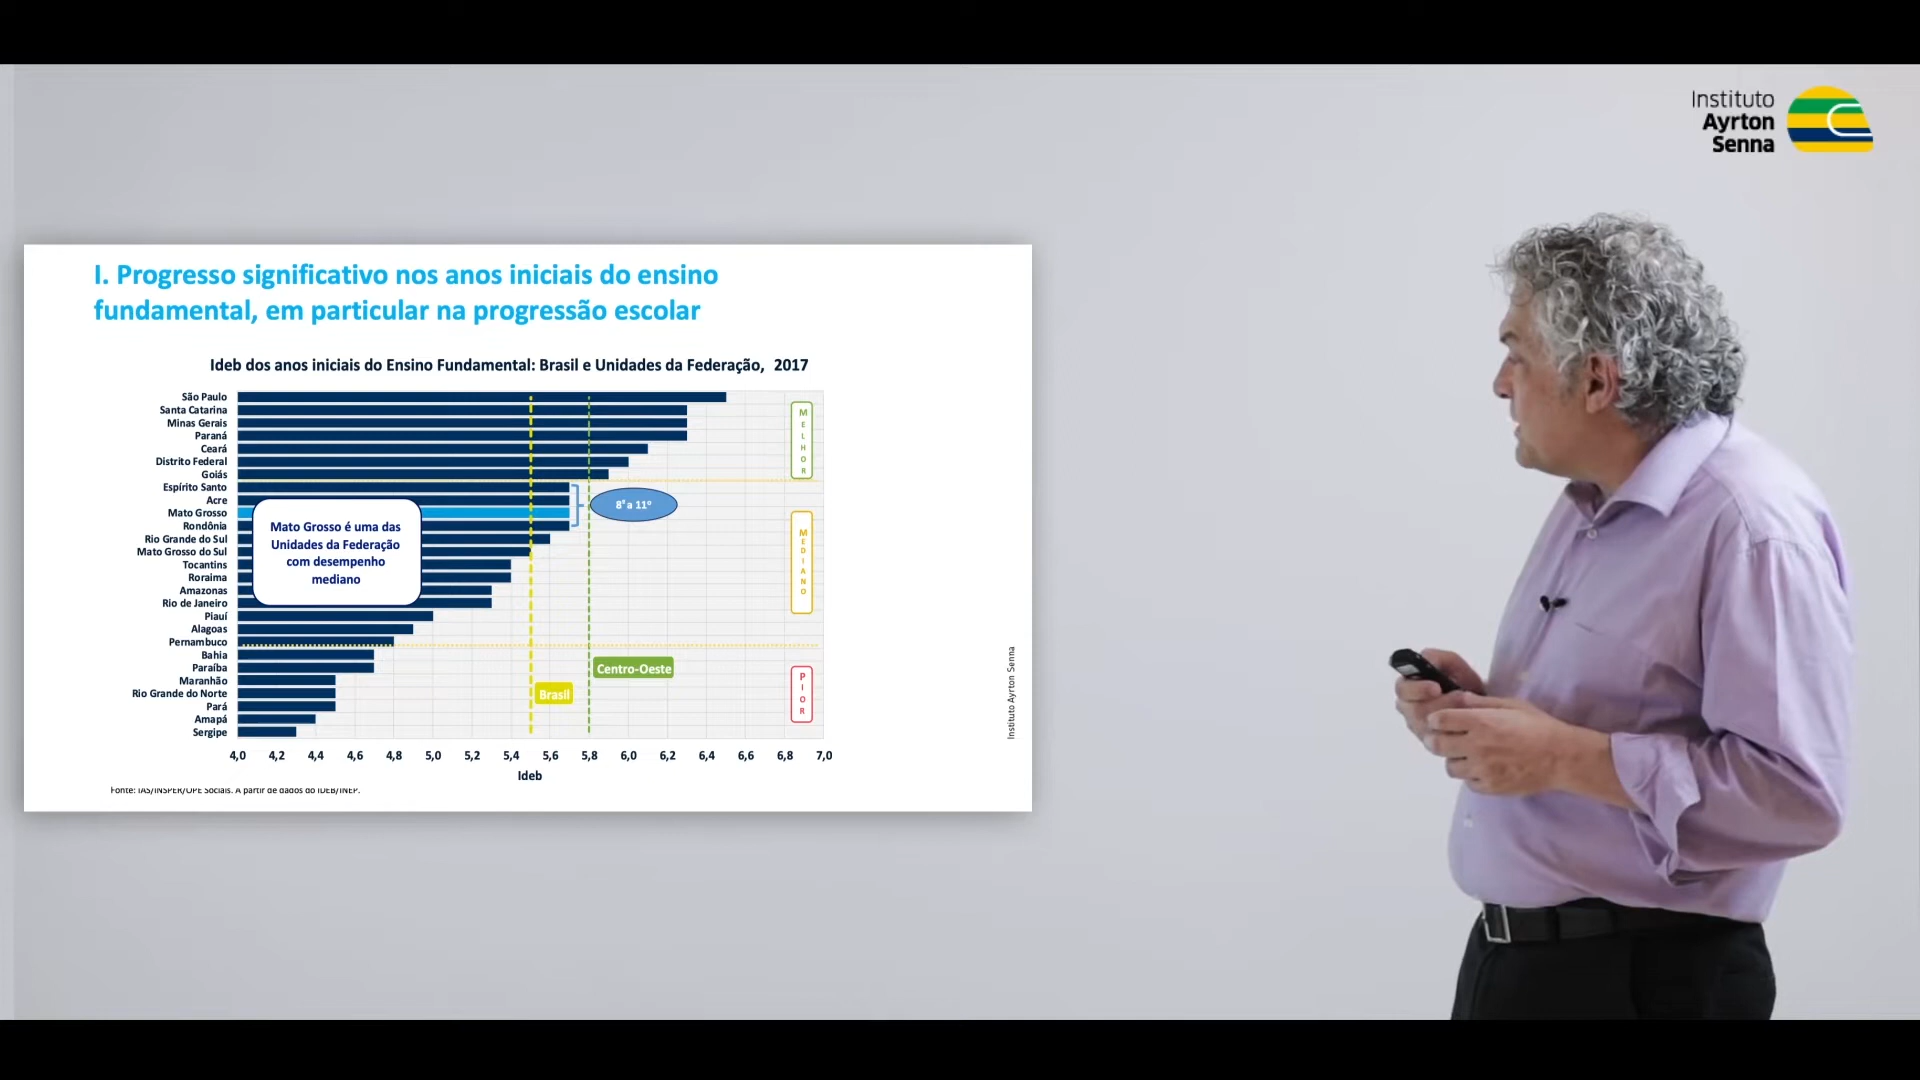 Instituto
Ayrton
Senna
I. Progresso significativo nos anos iniciais do ensino
fundamental, em particular na progressão escolar
Ideb dos anos iniciais do Ensino Fundamental: Brasil e Unidades da Federação, 2017
São Paulo
Santa Catarina
Minas Gerais
Paraná
Ceará
Distrito Federal
Goiás
Espírito Santo
Acre
Mato Grosso
Rondônia
Rio Grande do Sul
Mato Grosso do Sul
Tocantins
Roraima
Amazonas
Rio de Janeiro
Piauí
Alagoas
Pernambuco
Bahia
Paraíba
Maranhão
Rio Grande do Norte
Pará
Amapá
Sergipe
Mato Grosso é uma das
Unidades da Federação
com desempenho
mediano
8º a 11º
MELHOR
MEDIANO
PIOR
Centro-Oeste
Brasil
4,0 4,2 4,4 4,6 4,8 5,0 5,2 5,4 5,6 5,8 6,0 6,2 6,4 6,6 6,8 7,0
Ideb
Fonte: IAS/INSPER/OPE Sociais. A partir de dados do IDEB/INEP.
Instituto Ayrton Senna